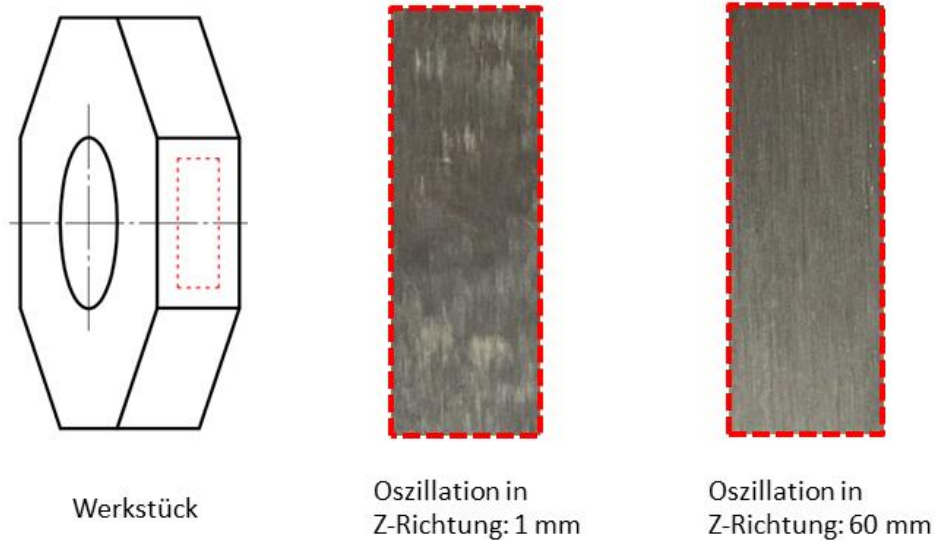 Werkstück
Oszillation in
Z-Richtung: 1 mm
Oszillation in
Z-Richtung: 60 mm